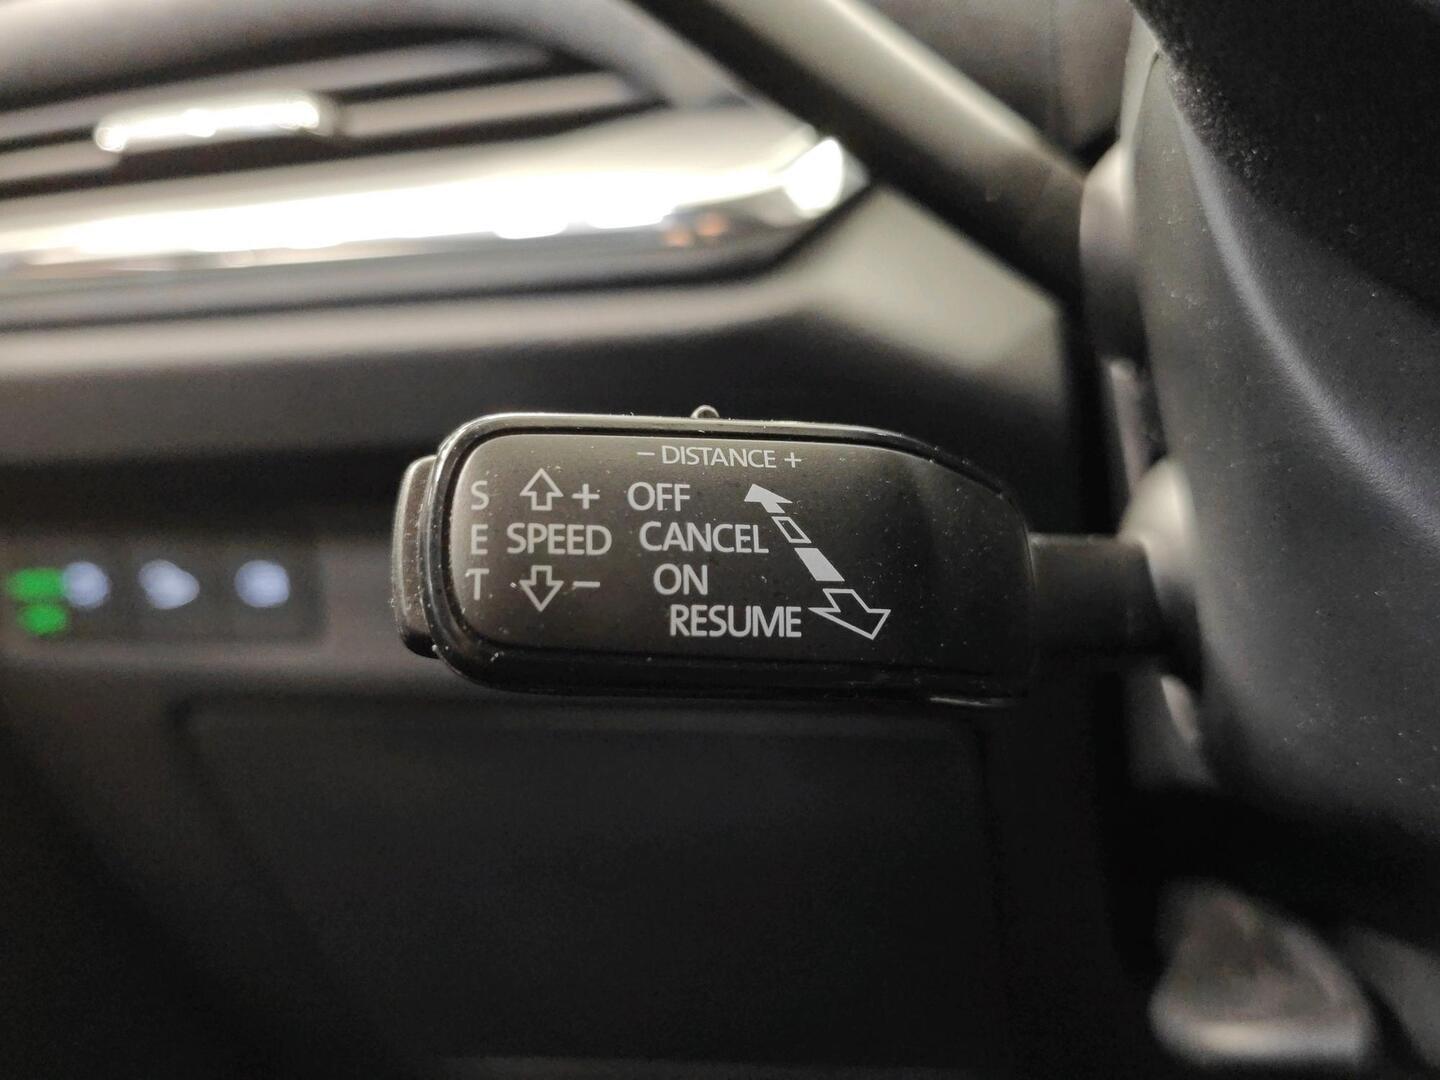 – DISTANCE +
S + OFF
E SPEED CANCEL
T – ON
RESUME